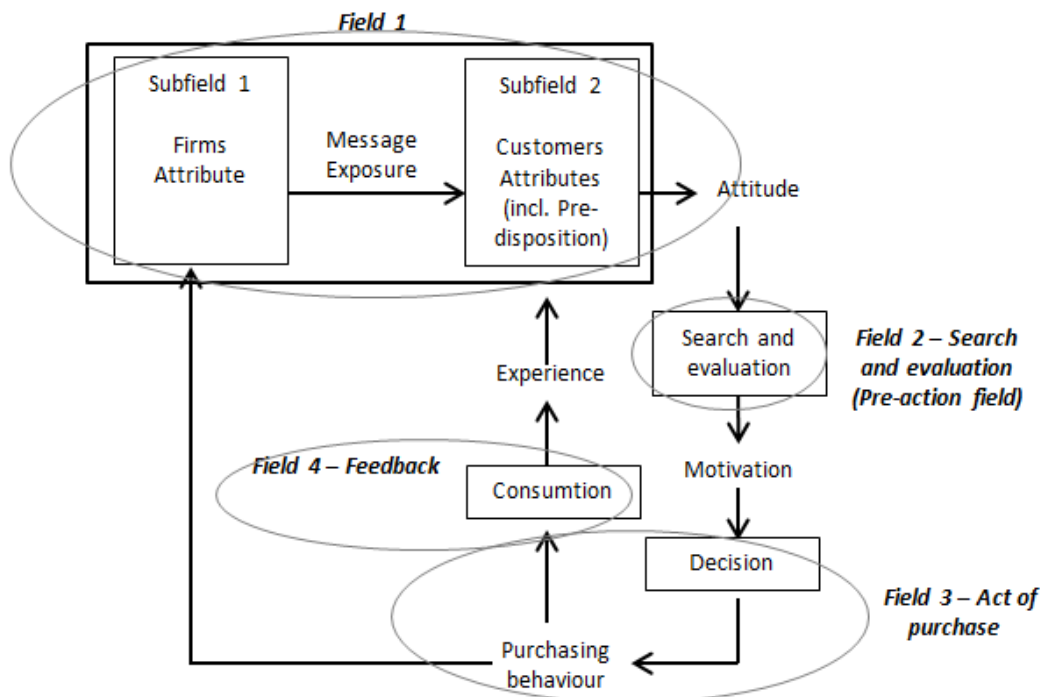 Field 1
Subfield 1
Firms
Attribute
Message
Exposure
Subfield 2
Customers
Attributes
(incl. Pre-
disposition)
Attitude
Search and
evaluation
Field 2 – Search
and evaluation
(Pre-action field)
Experience
Motivation
Field 4 – Feedback
Consumtion
Decision
Field 3 – Act of
purchase
Purchasing
behaviour